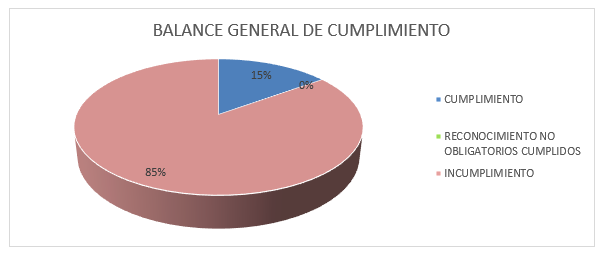 BALANCE GENERAL DE CUMPLIMIENTO
15%
0%
85%
CUMPLIMIENTO
RECONOCIMIENTO NO
OBLIGATORIOS CUMPLIDOS
INCUMPLIMIENTO